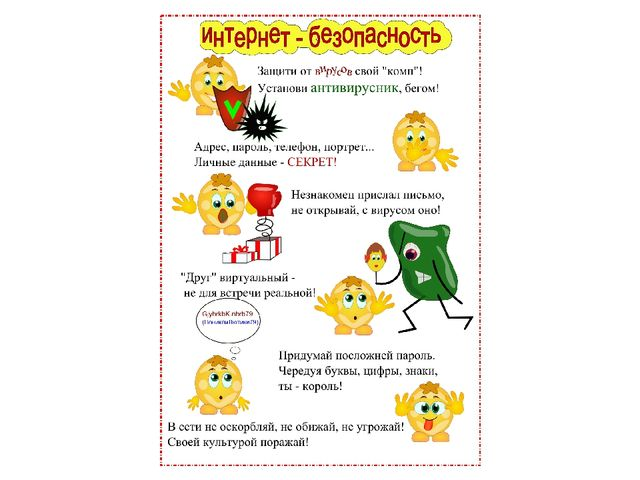 интернет - безопасность
Защити от вирусов свой "комп"!
Установи антивирусник, бегом!
Адрес, пароль, телефон, портрет...
Личные данные - СЕКРЕТ!
Незнакомец прислал письмо,
не открывай, с вирусом оно!
"Друг" виртуальный -
не для встречи реальной!
Придумай посложней пароль.
Чередуя буквы, цифры, знаки,
ты - король!
В сети не оскорбляй, не обижай, не угрожай!
Своей культурой поражай!